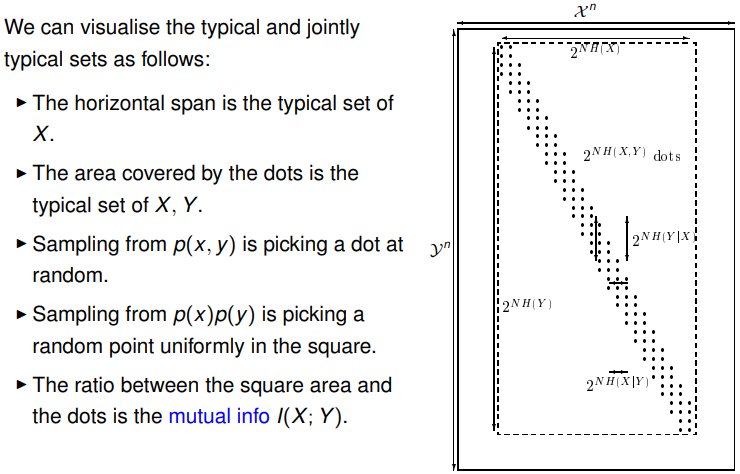 We can visualise the typical and jointly
typical sets as follows:
▶ The horizontal span is the typical set of
X.
▶ The area covered by the dots is the
typical set of X, Y.
▶ Sampling from p(x, y) is picking a dot at
random.
▶ Sampling from p(x)p(y) is picking a
random point uniformly in the square.
▶ The ratio between the square area and
the dots is the mutual info I(X; Y).
𝒳ⁿ
2^{NH(X)}
2^{NH(X,Y)} dots
2^{NH(Y|X)}
𝒴ⁿ
2^{NH(Y)}
2^{NH(X|Y)}